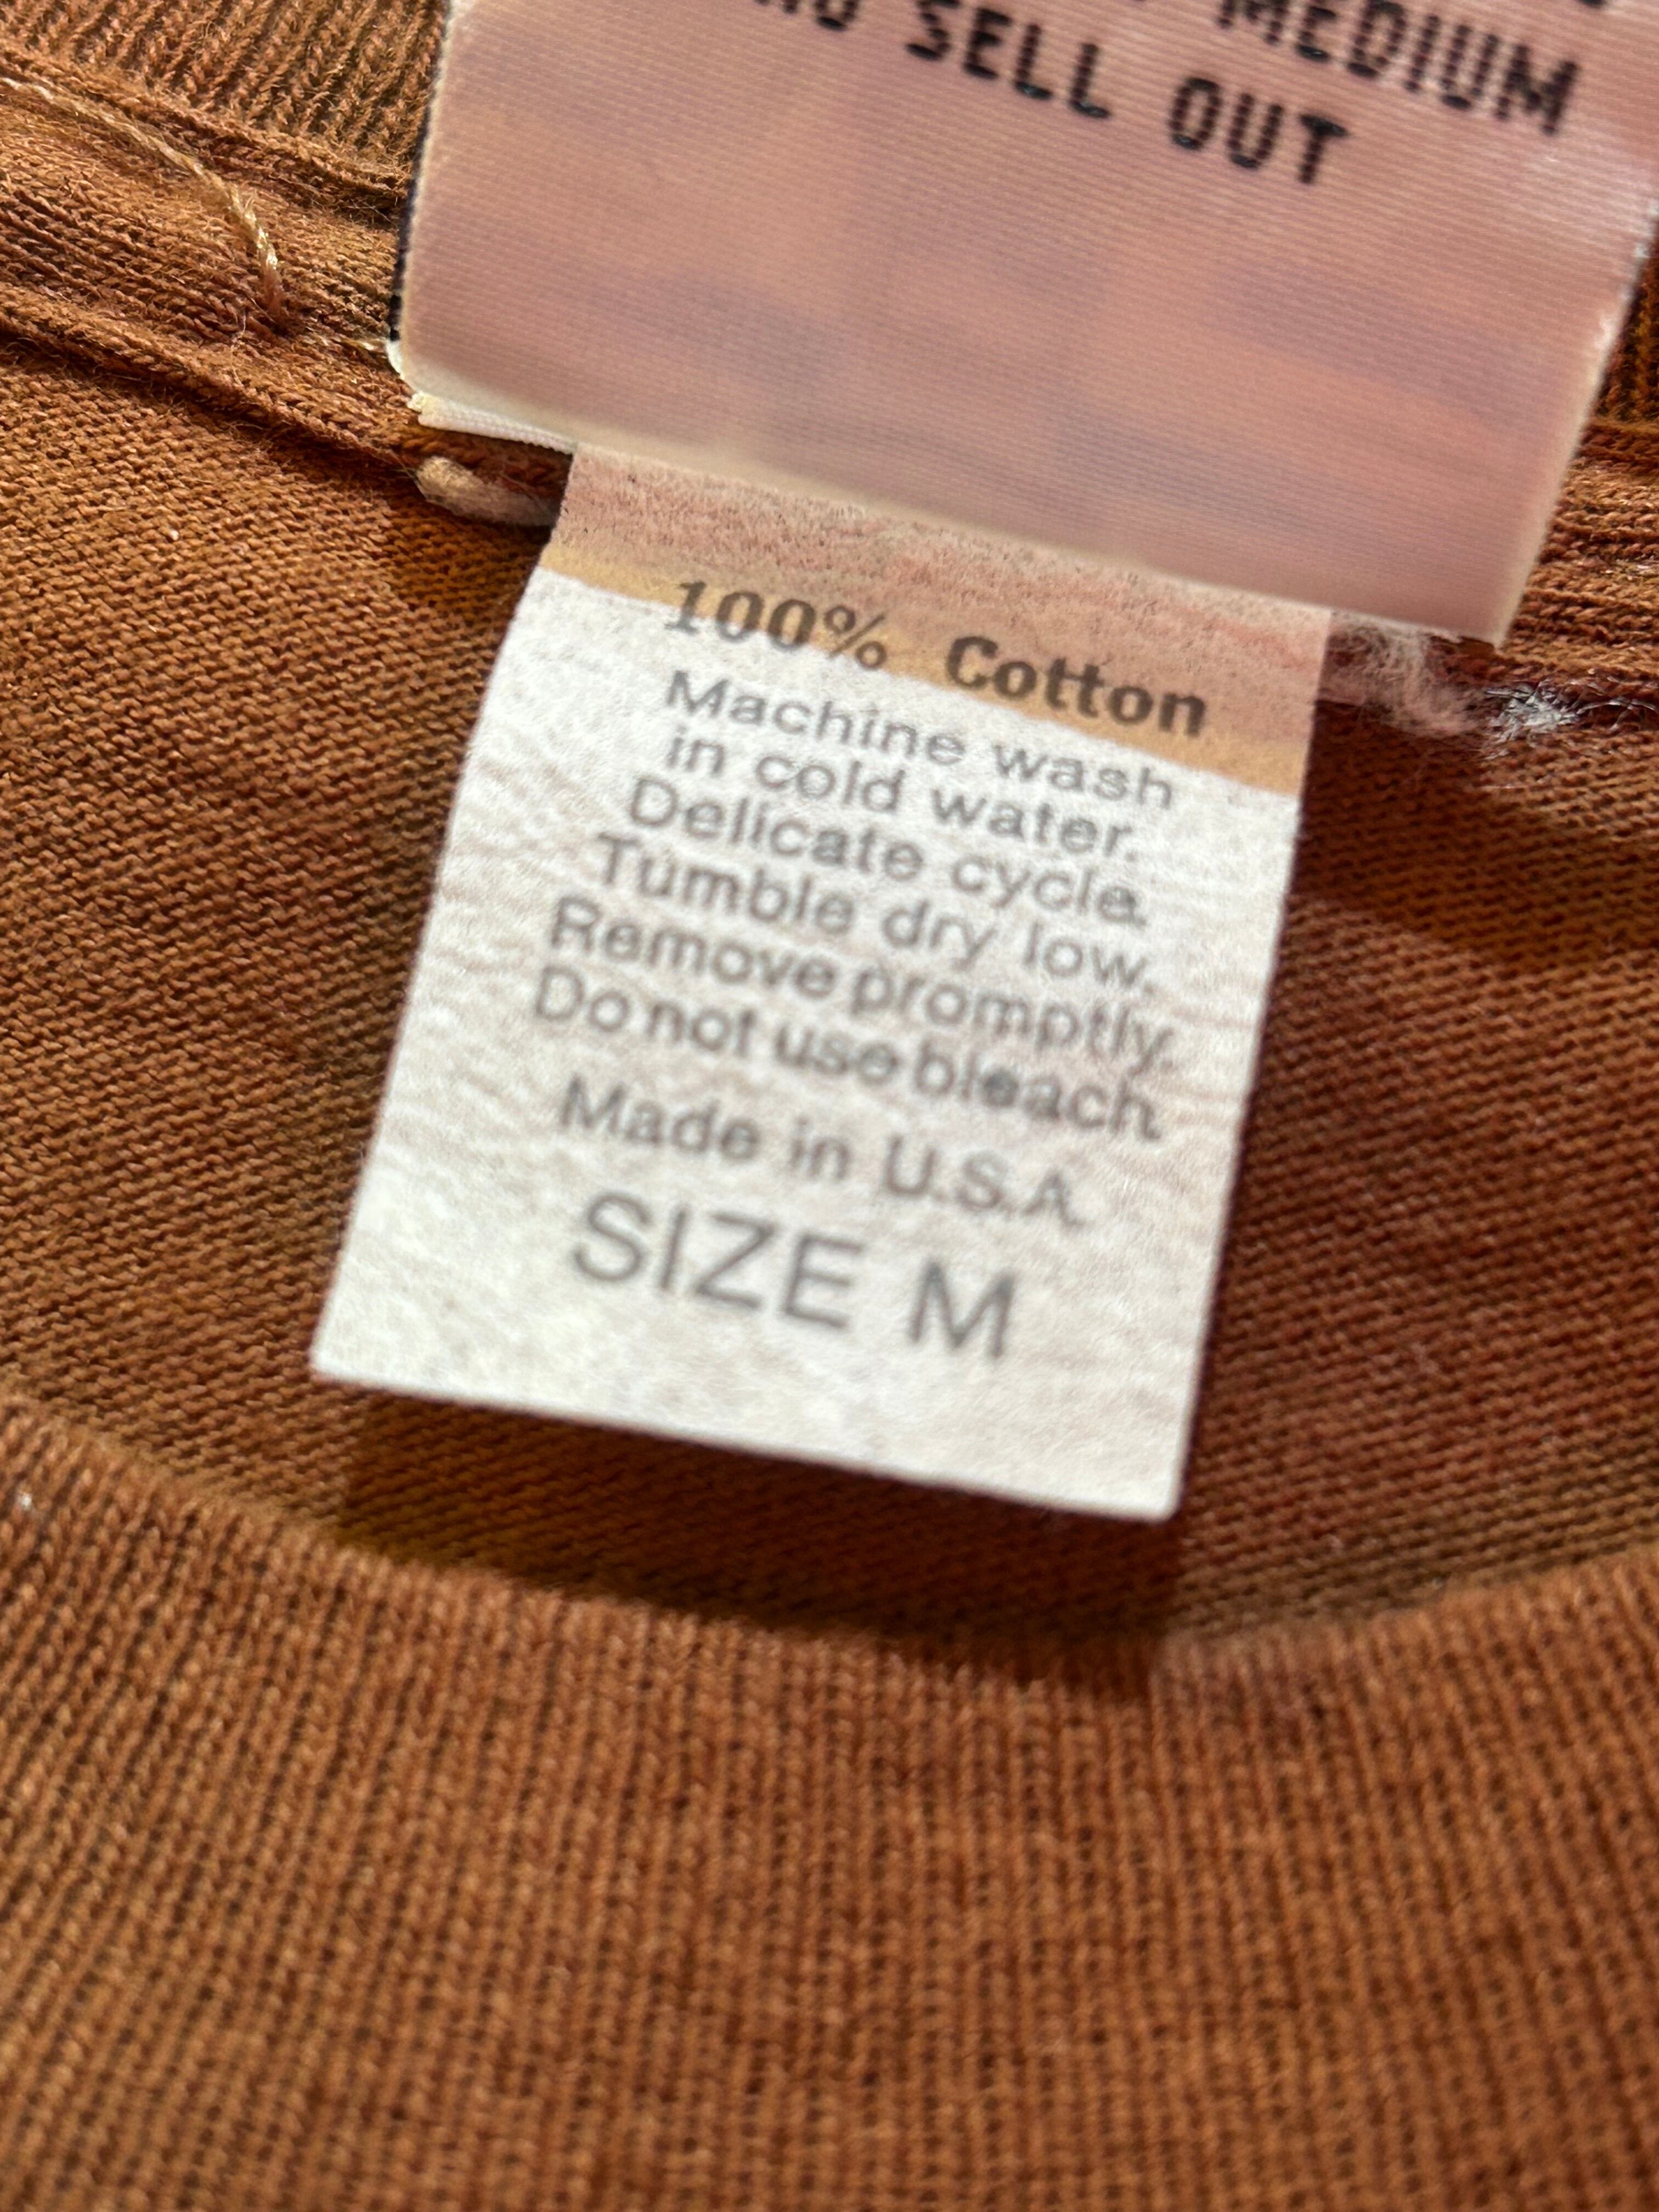 MEDIUM
SELL OUT
100% Cotton
Machine wash
in cold water.
Delicate cycle.
Tumble dry low.
Remove promptly.
Do not use bleach.
Made in U.S.A.
SIZE M